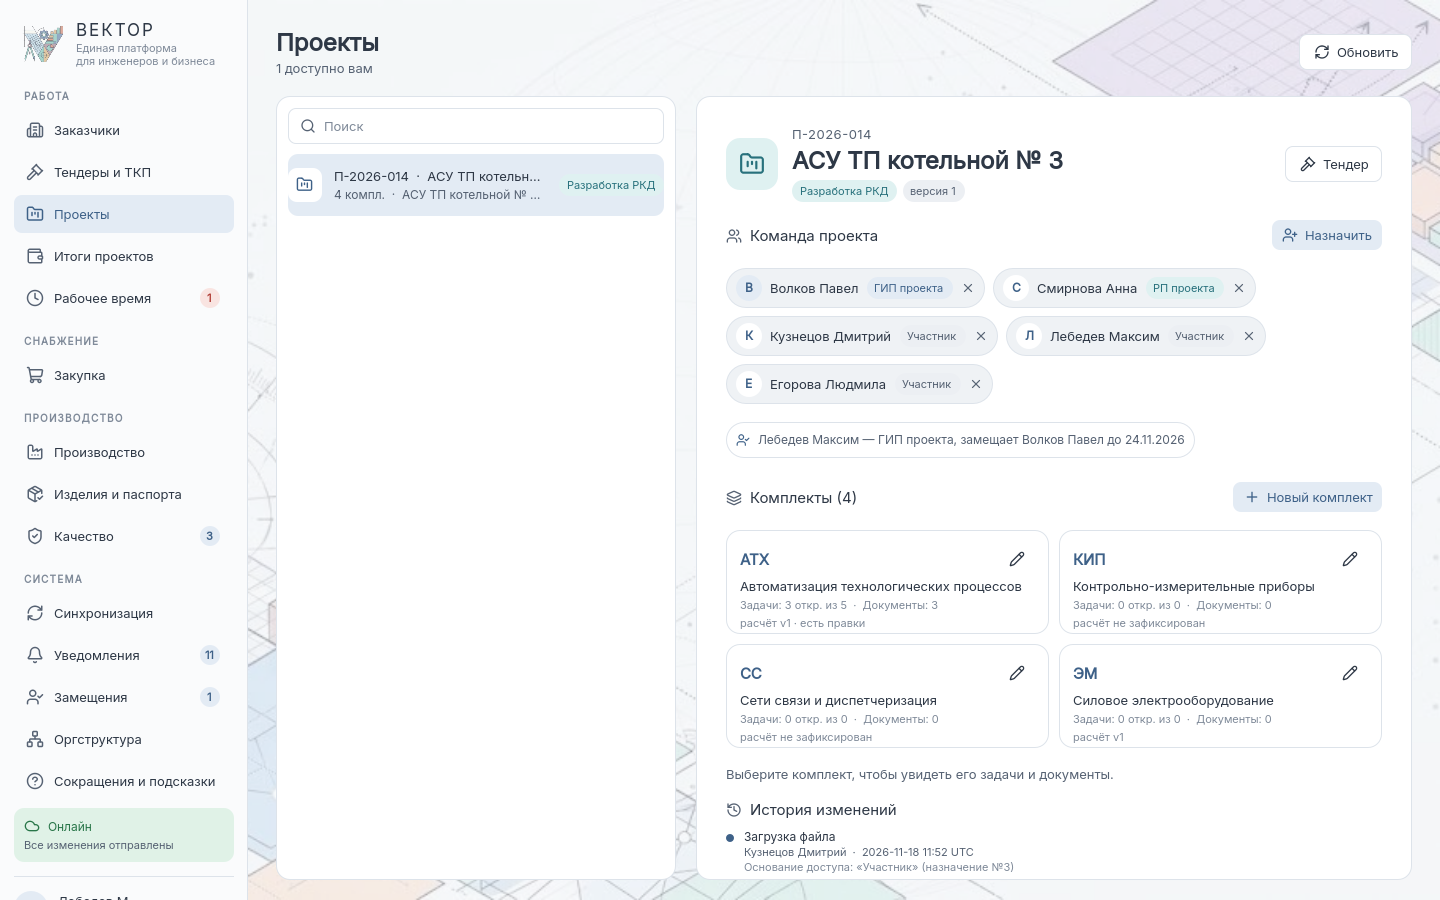 ВЕКТОР
Единая платформа
для инженеров и бизнеса
РАБОТА
Заказчики
Тендеры и ТКП
Проекты
Итоги проектов
Рабочее время 1
СНАБЖЕНИЕ
Закупка
ПРОИЗВОДСТВО
Производство
Изделия и паспорта
Качество 3
СИСТЕМА
Синхронизация
Уведомления 11
Замещения 1
Оргструктура
Сокращения и подсказки
Онлайн
Все изменения отправлены
Проекты
1 доступно вам
Обновить
Поиск
П-2026-014 · АСУ ТП котельн...
4 компл. · АСУ ТП котельной № ...
Разработка РКД
П-2026-014
АСУ ТП котельной № 3
Разработка РКД версия 1
Тендер
Команда проекта
Назначить
В Волков Павел ГИП проекта
С Смирнова Анна РП проекта
К Кузнецов Дмитрий Участник
Л Лебедев Максим Участник
Е Егорова Людмила Участник
Лебедев Максим — ГИП проекта, замещает Волков Павел до 24.11.2026
Комплекты (4)
Новый комплект
АТХ
Автоматизация технологических процессов
Задачи: 3 откр. из 5 · Документы: 3
расчёт v1 · есть правки
КИП
Контрольно-измерительные приборы
Задачи: 0 откр. из 0 · Документы: 0
расчёт не зафиксирован
СС
Сети связи и диспетчеризация
Задачи: 0 откр. из 0 · Документы: 0
расчёт не зафиксирован
ЭМ
Силовое электрооборудование
Задачи: 0 откр. из 0 · Документы: 0
расчёт v1
Выберите комплект, чтобы увидеть его задачи и документы.
История изменений
Загрузка файла
Кузнецов Дмитрий · 2026-11-18 11:52 UTC
Основание доступа: «Участник» (назначение №3)